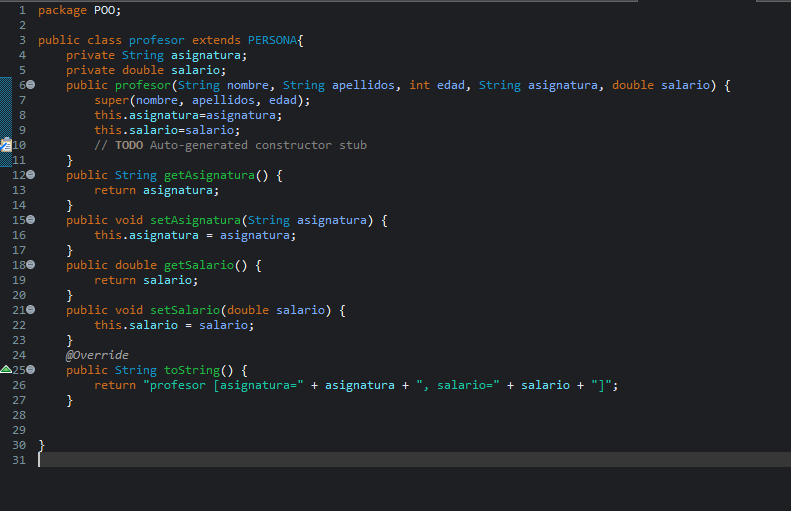 1 package POO;
2
3 public class profesor extends PERSONA{
4     private String asignatura;
5     private double salario;
6     public profesor(String nombre, String apellidos, int edad, String asignatura, double salario) {
7         super(nombre, apellidos, edad);
8         this.asignatura=asignatura;
9         this.salario=salario;
10         // TODO Auto-generated constructor stub
11     }
12     public String getAsignatura() {
13         return asignatura;
14     }
15     public void setAsignatura(String asignatura) {
16         this.asignatura = asignatura;
17     }
18     public double getSalario() {
19         return salario;
20     }
21     public void setSalario(double salario) {
22         this.salario = salario;
23     }
24     @Override
25     public String toString() {
26         return "profesor [asignatura=" + asignatura + ", salario=" + salario + "]";
27     }
28
29
30 }
31